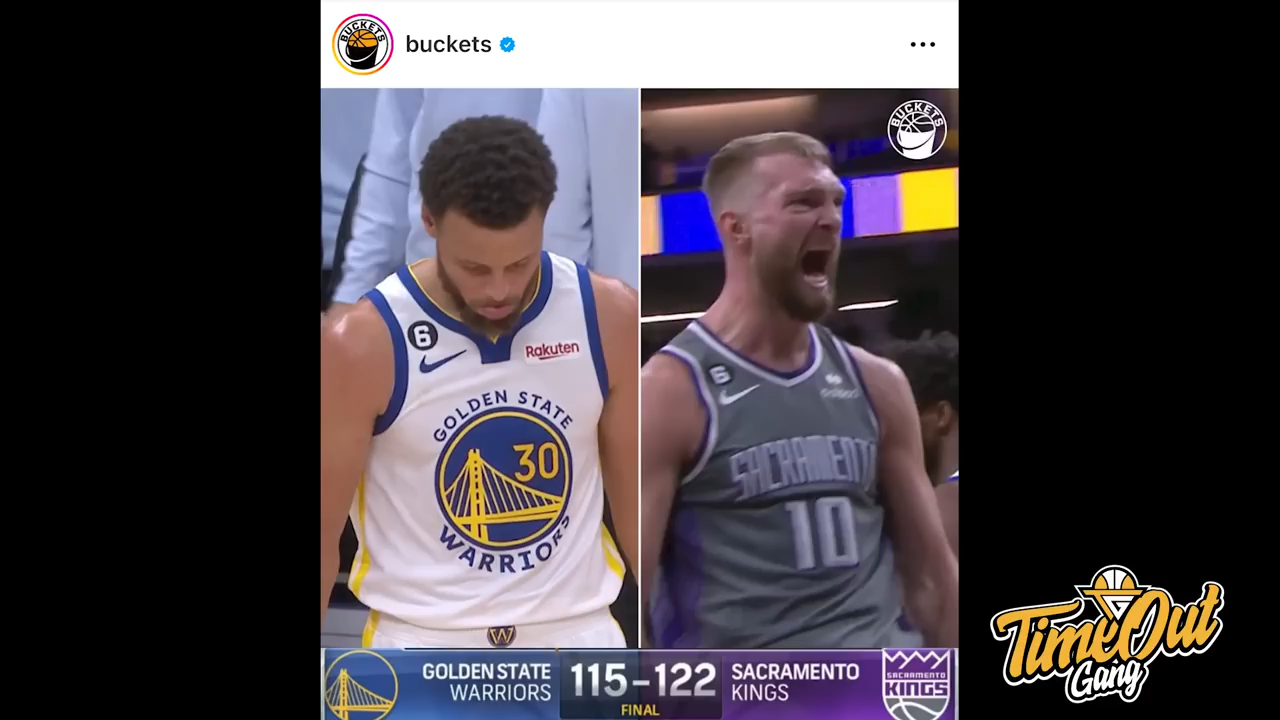 BUCKETS
buckets
BUCKETS
6
Rakuten
GOLDEN STATE
30
WARRIORS
W
6
SACRAMENTO
10
GOLDEN STATE
WARRIORS
115-122
FINAL
SACRAMENTO
KINGS
SACRAMENTO
KINGS
TimeOut
Gang